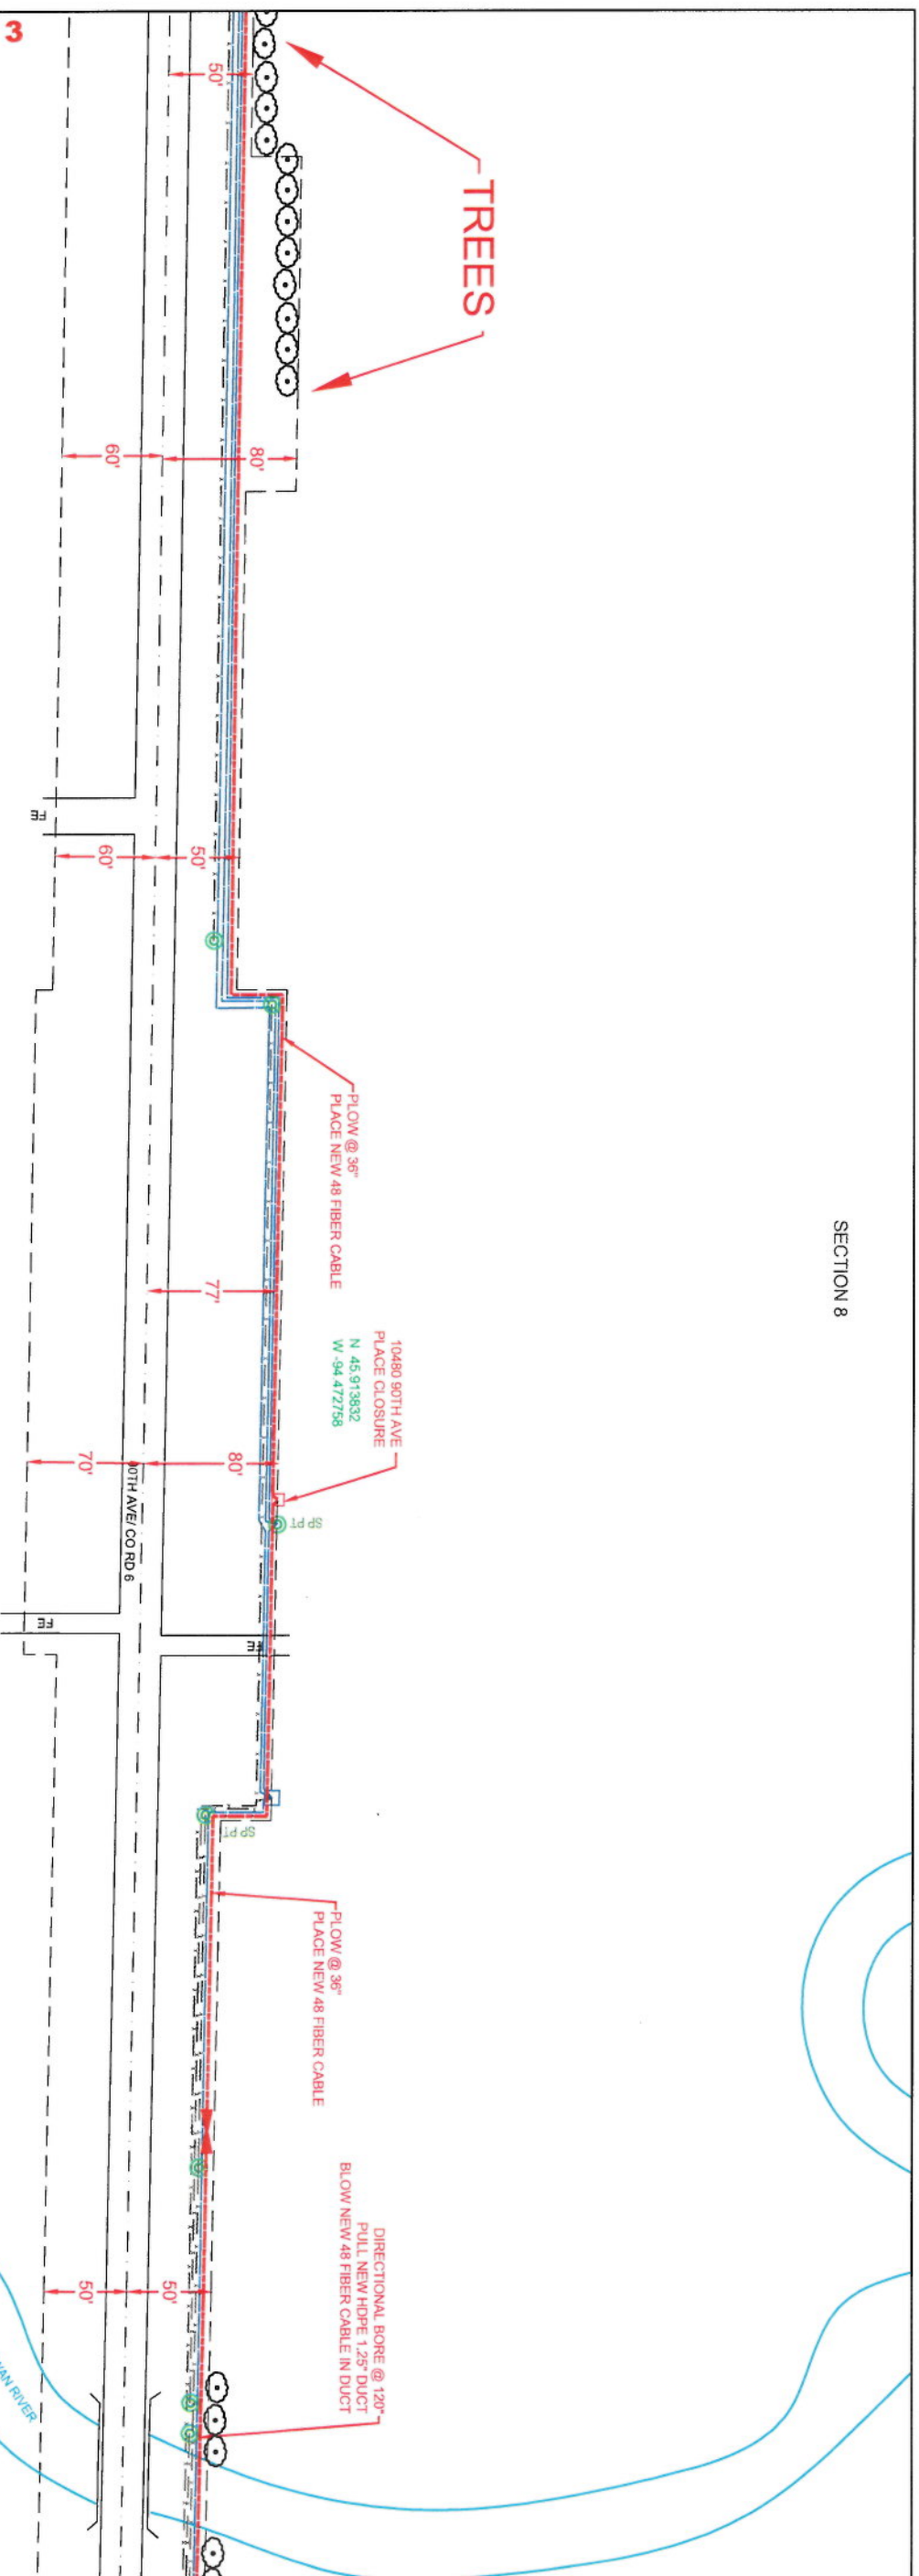 3
50'
TREES
60'
80'
SECTION 8
FE
60'
50'
PLOW @ 36"
PLACE NEW 48 FIBER CABLE
77'
10480 90TH AVE
PLACE CLOSURE
N 45.913832
W -94.472758
70'
80'
90TH AVE/ CO RD 6
SP PT
FE
FE
SP PT
PLOW @ 36"
PLACE NEW 48 FIBER CABLE
DIRECTIONAL BORE @ 120"
PULL NEW HDPE 1.25" DUCT
BLOW NEW 48 FIBER CABLE IN DUCT
50'
50'
RIVER